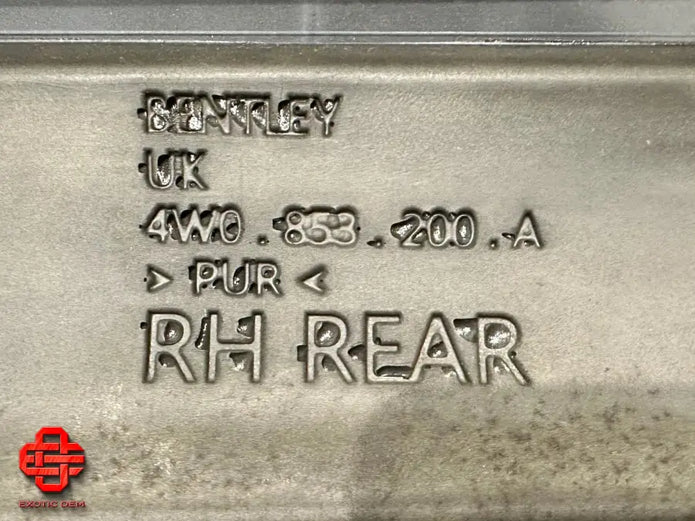 BENTLEY
UK
4W0.853.200.A
> PUR <
RH REAR
EXOTIC OEM